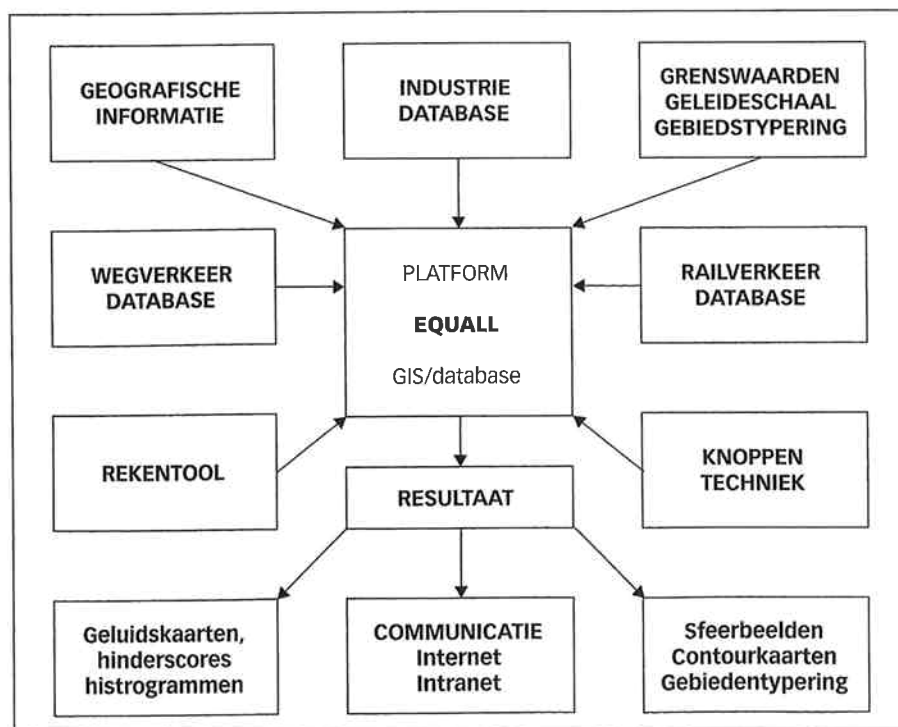 GEOGRAFISCHE
INFORMATIE
INDUSTRIE
DATABASE
GRENSWAARDEN
GELEIDESCHAAL
GEBIEDSTYPERING
WEGVERKEER
DATABASE
PLATFORM
EQUALL
GIS/database
RAILVERKEER
DATABASE
REKENTOOL
RESULTAAT
KNOPPEN
TECHNIEK
Geluidskaarten,
hinderscores
histrogrammen
COMMUNICATIE
Internet
Intranet
Sfeerbeelden
Contourkaarten
Gebiedentypering